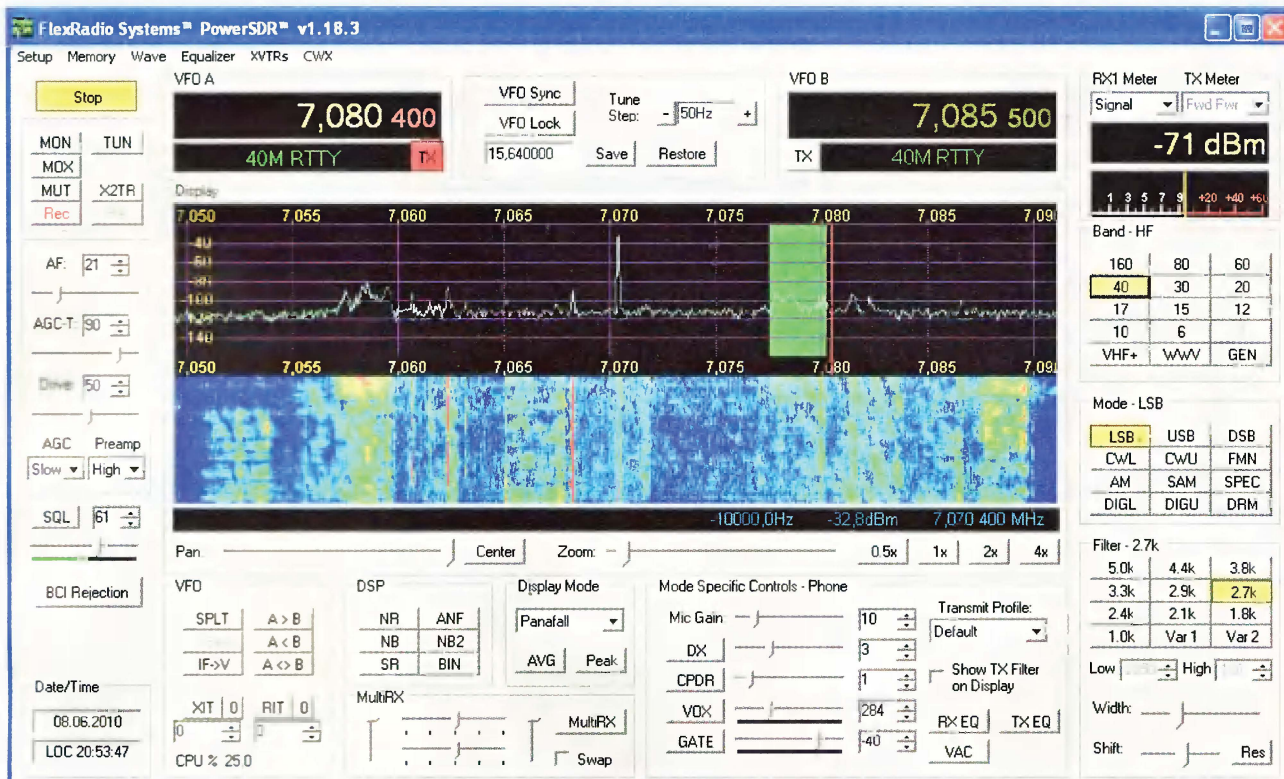 FlexRadio Systems™ PowerSDR™ v1.18.3
Setup Memory Wave Equalizer XVTRs CWX
Stop
MON TUN
MOX
MUT X2TR
Rec
AF: 21
AGC-T: 90
Drive: 50
AGC Preamp
Slow High
SQL 61
BCI Rejection
Date/Time
08.06.2010
LOC 20:53:47
VFO A
7,080 400
40M RTTY TX
VFO Sync
VFO Lock
15,640000
Tune
Step: - 50Hz +
Save Restore
VFO B
7,085 500
TX 40M RTTY
RX1 Meter TX Meter
Signal Fwd Pwr
-71 dBm
1 3 5 7 9 +20 +40 +60
Display
7,050 7,055 7,060 7,065 7,070 7,075 7,080 7,085 7,09
-40
-60
-80
-100
-140
7,050 7,055 7,060 7,065 7,070 7,075 7,080 7,085 7,09
-10000,0Hz -32,8dBm 7,070 400 MHz
Pan: Center Zoom: 0.5x 1x 2x 4x
Band - HF
160 80 60
40 30 20
17 15 12
10 6
VHF+ WWV GEN
Mode - LSB
LSB USB DSB
CWL CWU FMN
AM SAM SPEC
DIGL DIGU DRM
Filter - 2.7k
5.0k 4.4k 3.8k
3.3k 2.9k 2.7k
2.4k 2.1k 1.8k
1.0k Var 1 Var 2
Low High
Width:
Shift: Res
VFO
SPLT A > B
A < B
IF->V A <> B
XIT 0 RIT 0
0
CPU % 25.0
DSP
NR ANF
NB NB2
SR BIN
Display Mode
Panafall
AVG Peak
MultiRX
MultiRX
Swap
Mode Specific Controls - Phone
Mic Gain: 10
DX 3
CPDR 1
VOX 284
GATE -40
Transmit Profile:
Default
Show TX Filter
on Display
RX EQ TX EQ
VAC